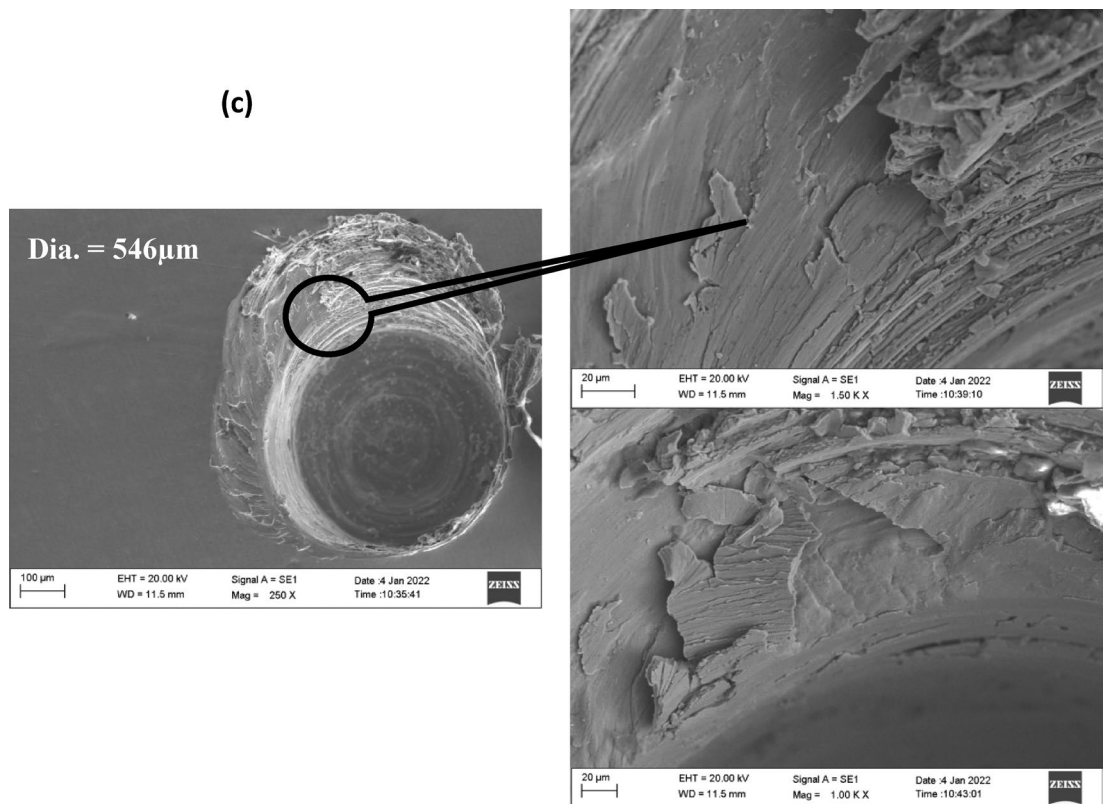 (c)
Dia. = 546µm
100 µm EHT = 20.00 kV Signal A = SE1 Date :4 Jan 2022 ZEISS
WD = 11.5 mm Mag = 250 X Time :10:35:41
20 µm EHT = 20.00 kV Signal A = SE1 Date :4 Jan 2022 ZEISS
WD = 11.5 mm Mag = 1.50 K X Time :10:39:10
20 µm EHT = 20.00 kV Signal A = SE1 Date :4 Jan 2022 ZEISS
WD = 11.5 mm Mag = 1.00 K X Time :10:43:01